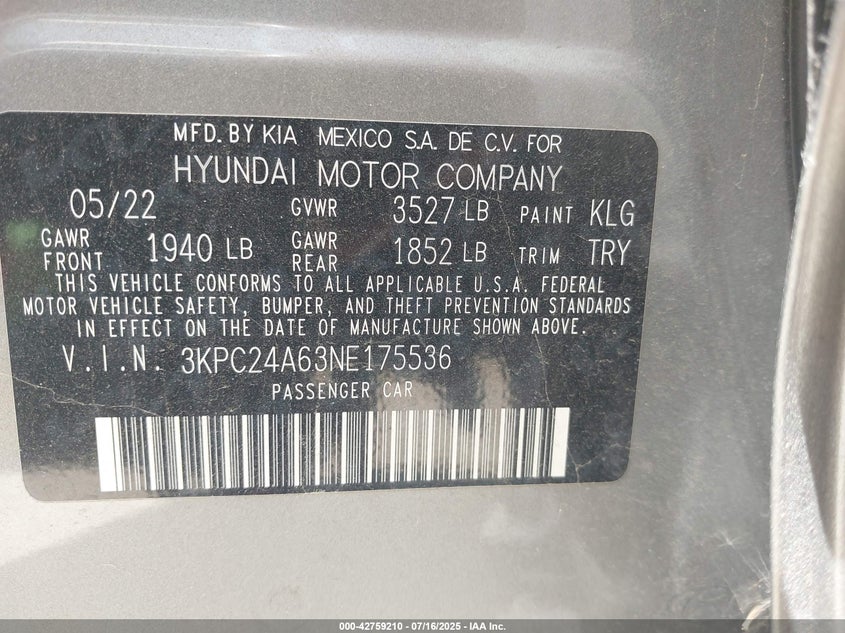 MFD. BY KIA MEXICO S.A. DE C.V. FOR
HYUNDAI MOTOR COMPANY
05/22 GVWR 3527 LB PAINT KLG
GAWR FRONT 1940 LB GAWR REAR 1852 LB TRIM TRY
THIS VEHICLE CONFORMS TO ALL APPLICABLE U.S.A. FEDERAL
MOTOR VEHICLE SAFETY, BUMPER, AND THEFT PREVENTION STANDARDS
IN EFFECT ON THE DATE OF MANUFACTURE SHOWN ABOVE.
V.I.N. 3KPC24A63NE175536
PASSENGER CAR
000-42759210 - 07/16/2025 - IAA Inc.